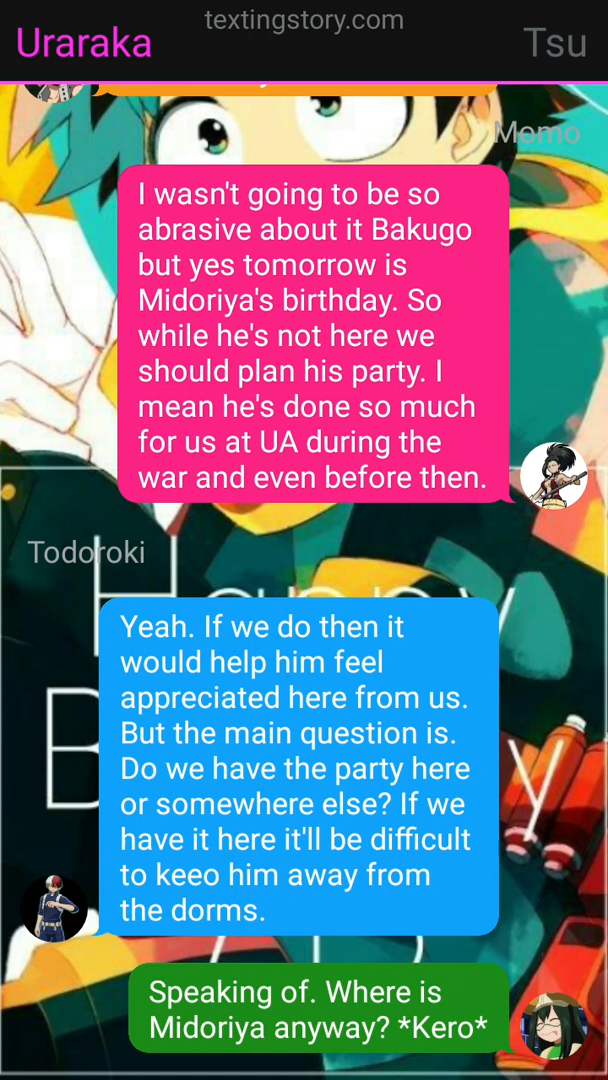 textingstory.com
Uraraka Tsu
Momo
I wasn't going to be so
abrasive about it Bakugo
but yes tomorrow is
Midoriya's birthday. So
while he's not here we
should plan his party. I
mean he's done so much
for us at UA during the
war and even before then.
Todoroki
Yeah. If we do then it
would help him feel
appreciated here from us.
But the main question is.
Do we have the party here
or somewhere else? If we
have it here it'll be difficult
to keeo him away from
the dorms.
Speaking of. Where is
Midoriya anyway? *Kero*